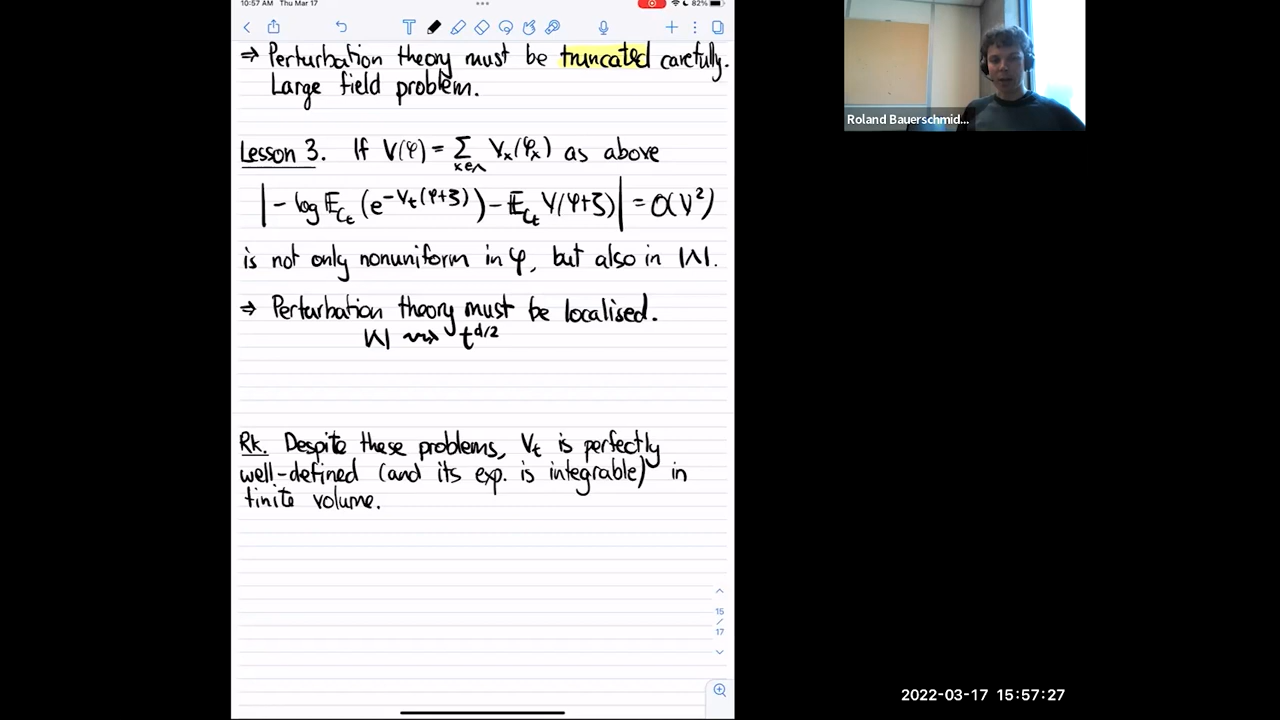 10:57 AM Thu Mar 17
82%
⇒ Perturbation theory must be truncated carefully.
Large field problem.
Roland Bauerschmid...
Lesson 3. If V(φ) = Σ_{x∈Λ} V_x(φ_x) as above
| - log E_{C_t} (e^{-V_t(φ+ζ)}) - E_{C_t} V(φ+ζ) | = O(V²)
is not only nonuniform in φ, but also in |Λ|.
⇒ Perturbation theory must be localised.
|Λ| ⇝ t^{d/2}
Rk. Despite these problems, V_t is perfectly
well-defined (and its exp. is integrable) in
finite volume.
15
/
17
2022-03-17 15:57:27